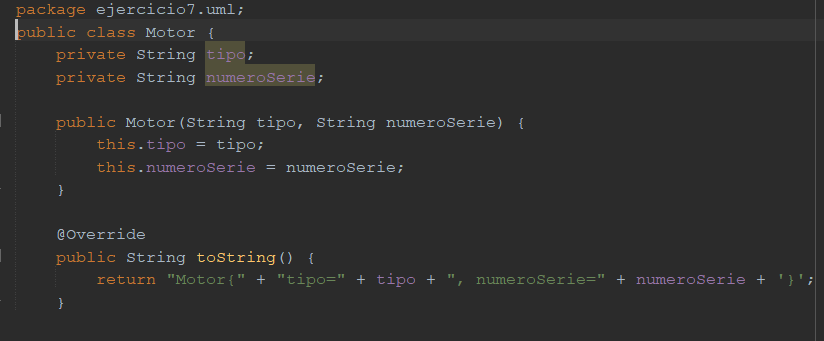 package ejercicio7.uml;
public class Motor {
    private String tipo;
    private String numeroSerie;

    public Motor(String tipo, String numeroSerie) {
        this.tipo = tipo;
        this.numeroSerie = numeroSerie;
    }

    @Override
    public String toString() {
        return "Motor{" + "tipo=" + tipo + ", numeroSerie=" + numeroSerie + '}';
    }